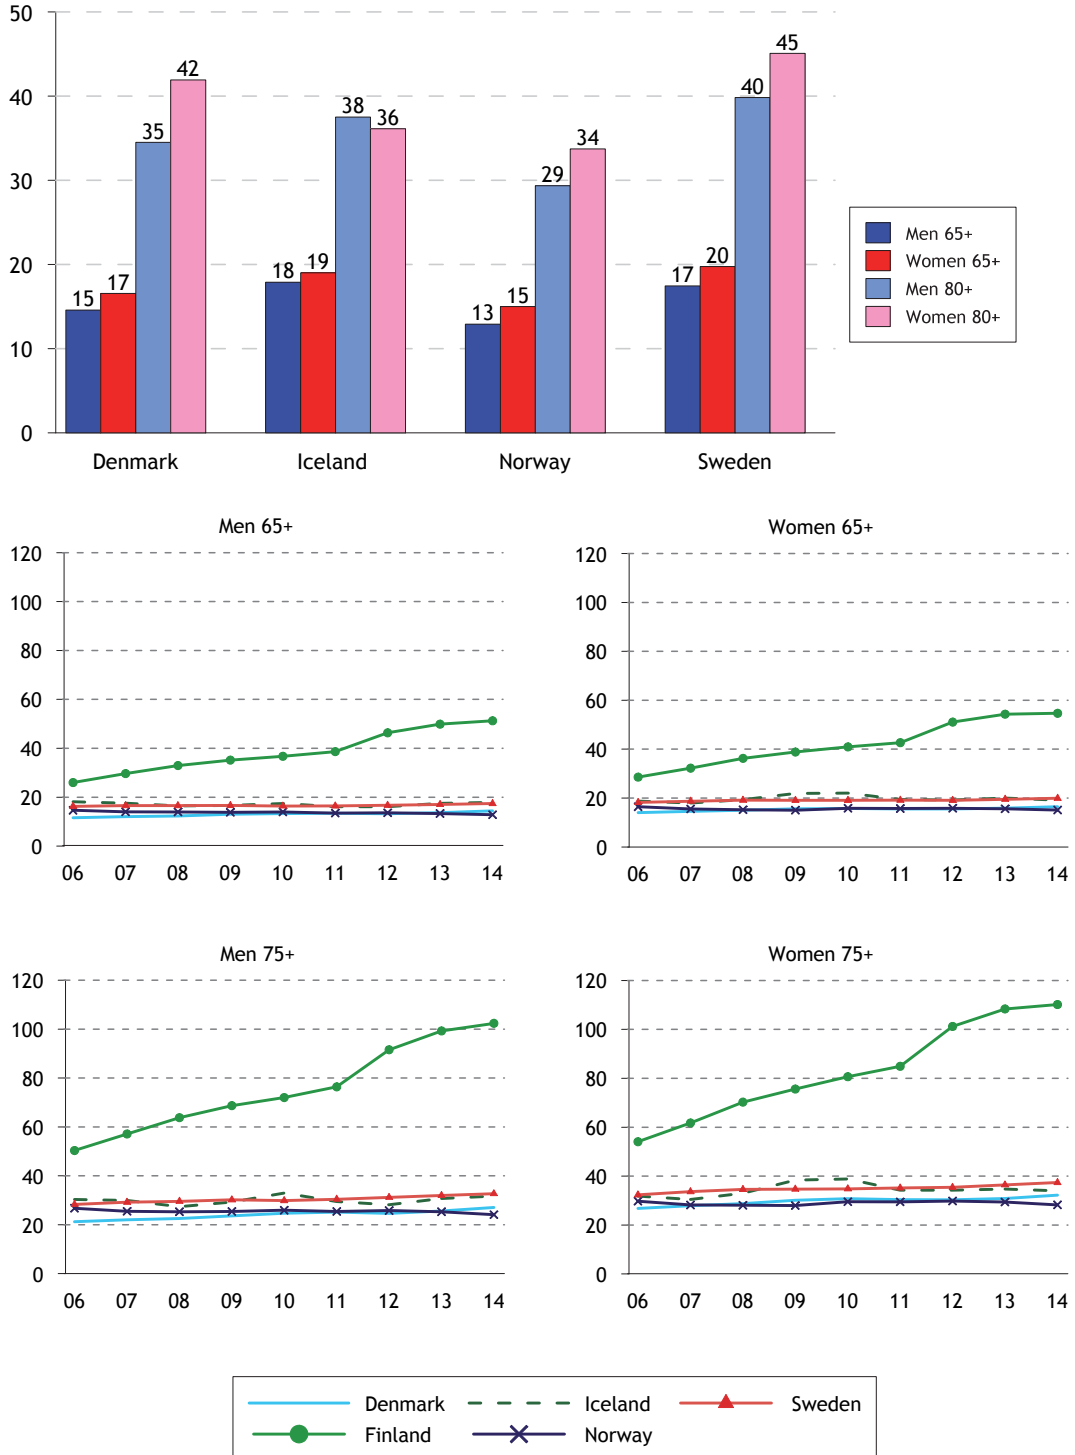 50
40
30
20
10
0
15 17 35 42
18 19 38 36
13 15 29 34
17 20 40 45
Denmark Iceland Norway Sweden
Men 65+
Women 65+
Men 80+
Women 80+
Men 65+
120
100
80
60
40
20
0
06 07 08 09 10 11 12 13 14
Women 65+
120
100
80
60
40
20
0
06 07 08 09 10 11 12 13 14
Men 75+
120
100
80
60
40
20
0
06 07 08 09 10 11 12 13 14
Women 75+
120
100
80
60
40
20
0
06 07 08 09 10 11 12 13 14
Denmark Iceland Sweden
Finland Norway